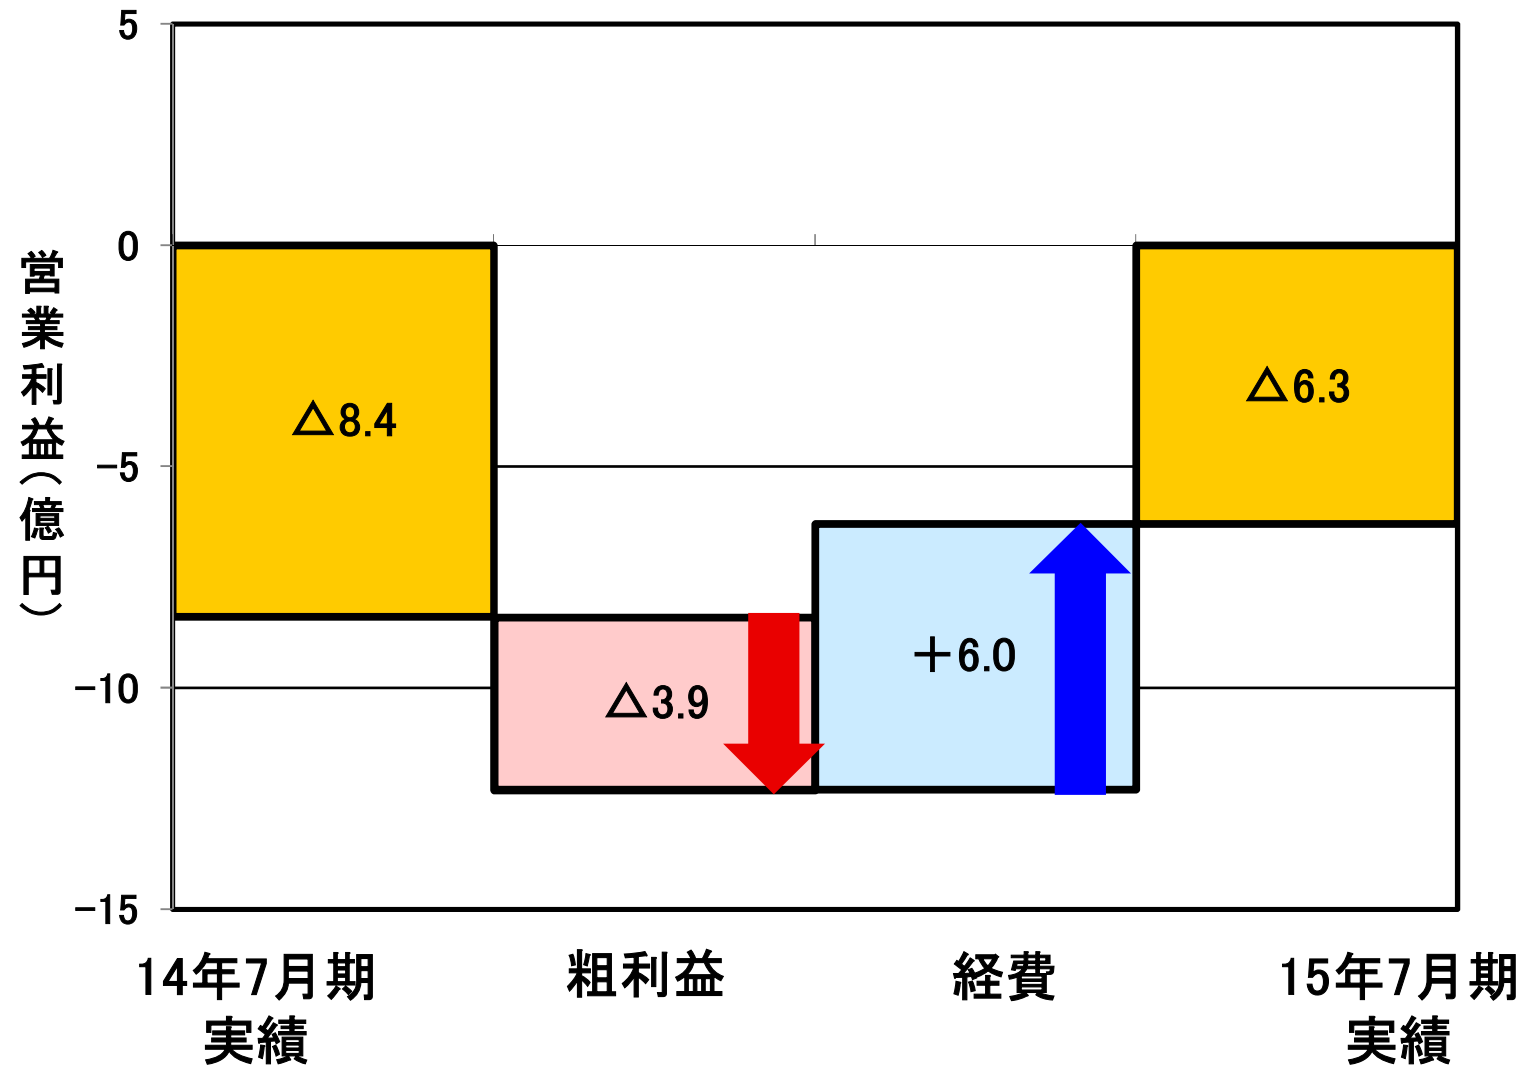 5
0
-5
-10
-15
営業利益(億円)
△8.4
△3.9
+6.0
△6.3
14年7月期
実績
粗利益
経費
15年7月期
実績